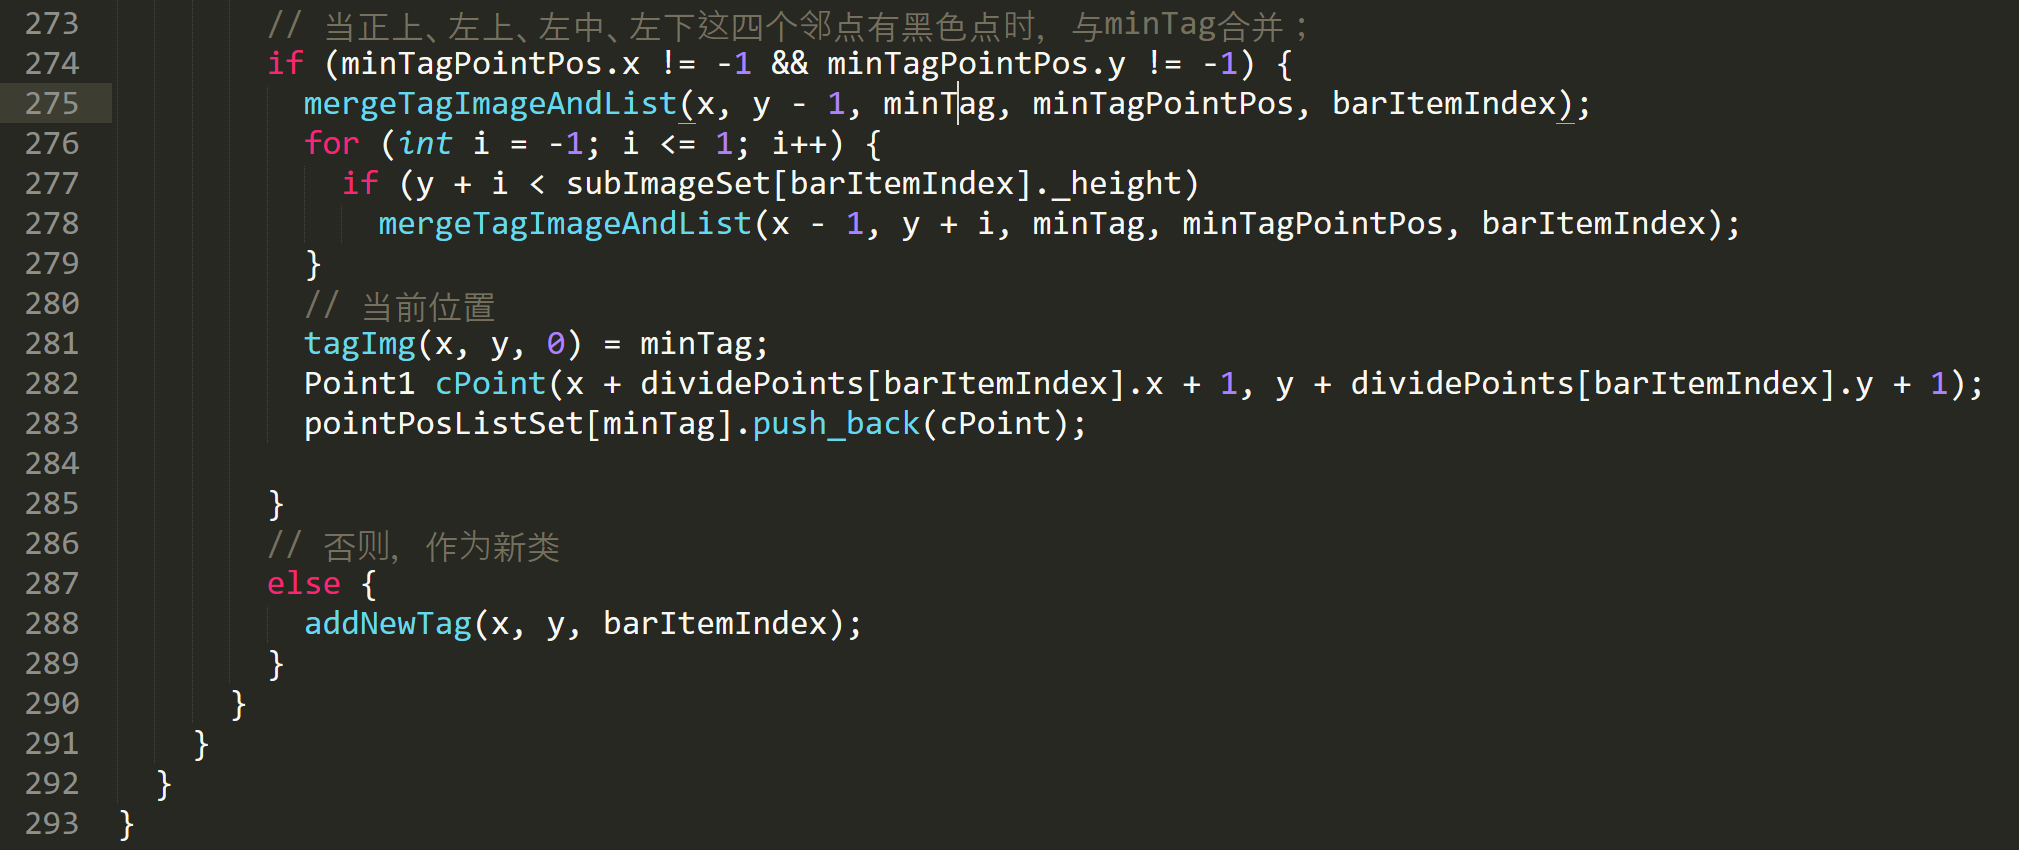 273 // 当正上、左上、左中、左下这四个邻点有黑色点时，与minTag合并；
274 if (minTagPointPos.x != -1 && minTagPointPos.y != -1) {
275 mergeTagImageAndList(x, y - 1, minTag, minTagPointPos, barItemIndex);
276 for (int i = -1; i <= 1; i++) {
277 if (y + i < subImageSet[barItemIndex]._height)
278 mergeTagImageAndList(x - 1, y + i, minTag, minTagPointPos, barItemIndex);
279 }
280 // 当前位置
281 tagImg(x, y, 0) = minTag;
282 Point1 cPoint(x + dividePoints[barItemIndex].x + 1, y + dividePoints[barItemIndex].y + 1);
283 pointPosListSet[minTag].push_back(cPoint);
284
285 }
286 // 否则，作为新类
287 else {
288 addNewTag(x, y, barItemIndex);
289 }
290 }
291 }
292 }
293 }